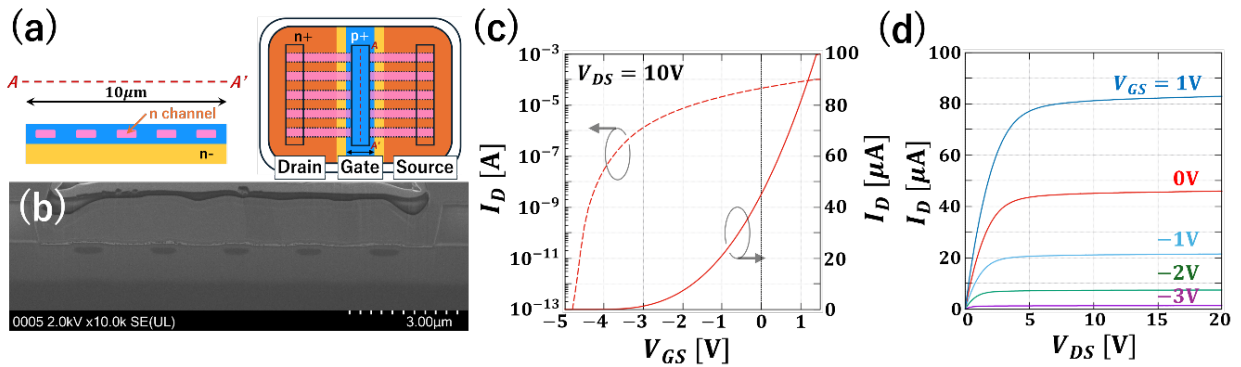 (a)
A
A'
10μm
n channel
n-
n+
p+
A
A'
Drain
Gate
Source
(b)
0005 2.0kV x10.0k SE(UL)
3.00μm
(c)
V_DS = 10V
I_D [A]
10^-3
10^-5
10^-7
10^-9
10^-11
10^-13
−5 −4 −3 −2 −1 0 1
V_GS [V]
100
80
60
40
20
0
I_D [μA]
(d)
I_D [μA]
100
80
60
40
20
0
V_GS = 1V
0V
−1V
−2V
−3V
0 5 10 15 20
V_DS [V]